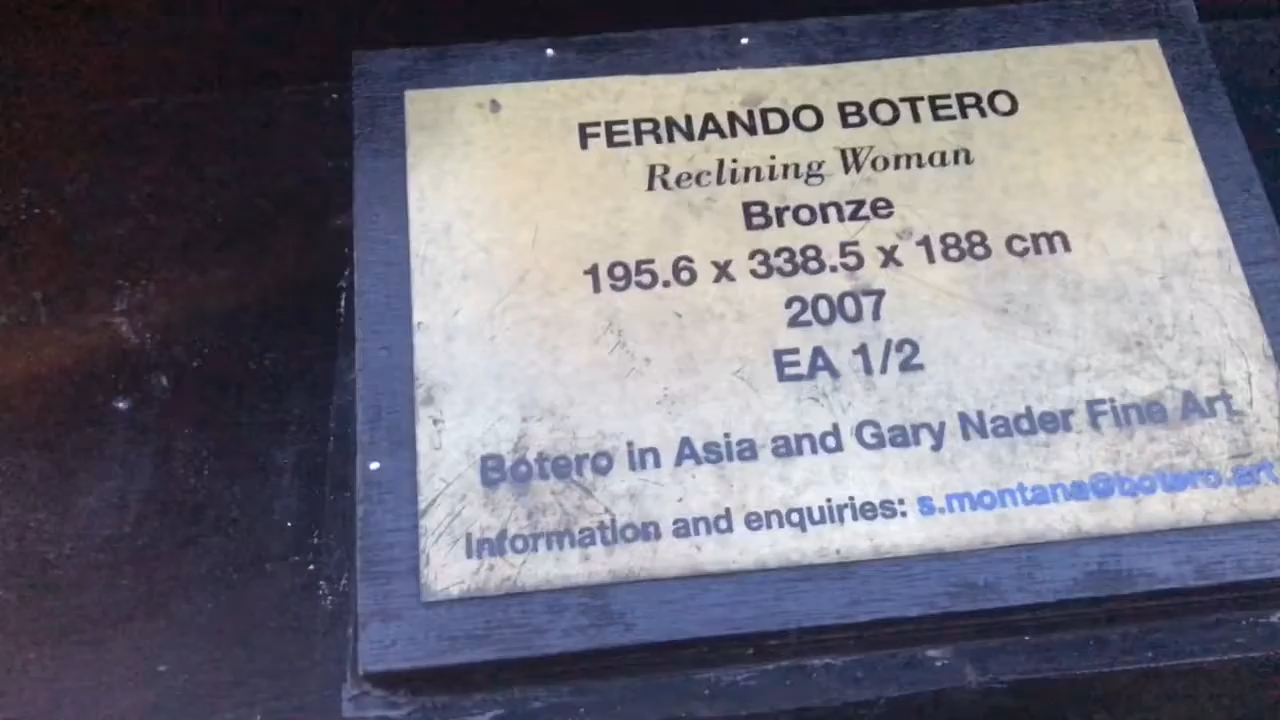 FERNANDO BOTERO
Reclining Woman
Bronze
195.6 x 338.5 x 188 cm
2007
EA 1/2
Botero in Asia and Gary Nader Fine Art
Information and enquiries: s.montana@botero.art